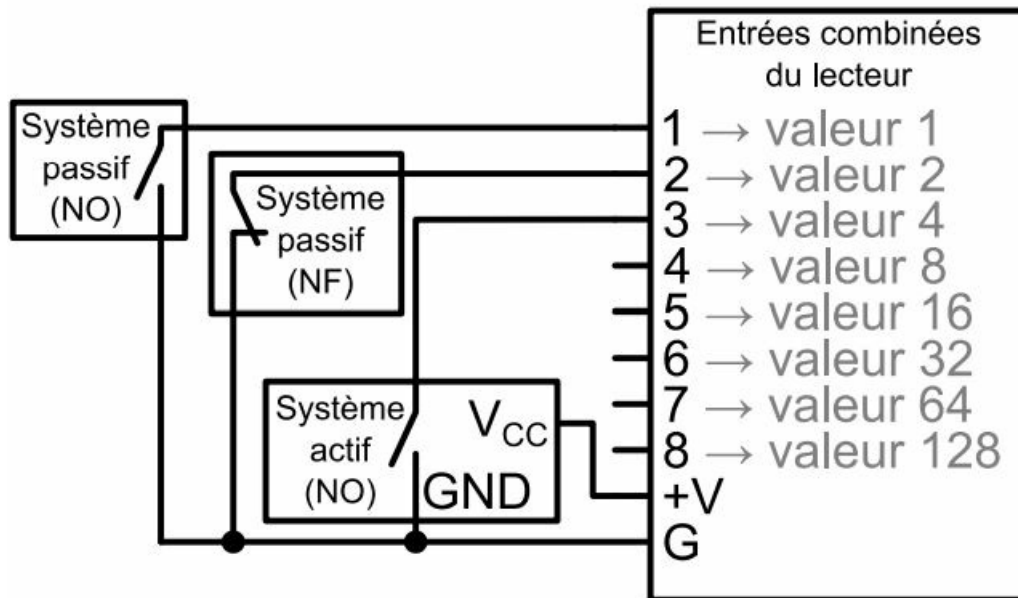 Entrées combinées
du lecteur
1 → valeur 1
2 → valeur 2
3 → valeur 4
4 → valeur 8
5 → valeur 16
6 → valeur 32
7 → valeur 64
8 → valeur 128
+V
G
Système
passif
(NO)
Système
passif
(NF)
Système
actif
(NO)
VCC
GND